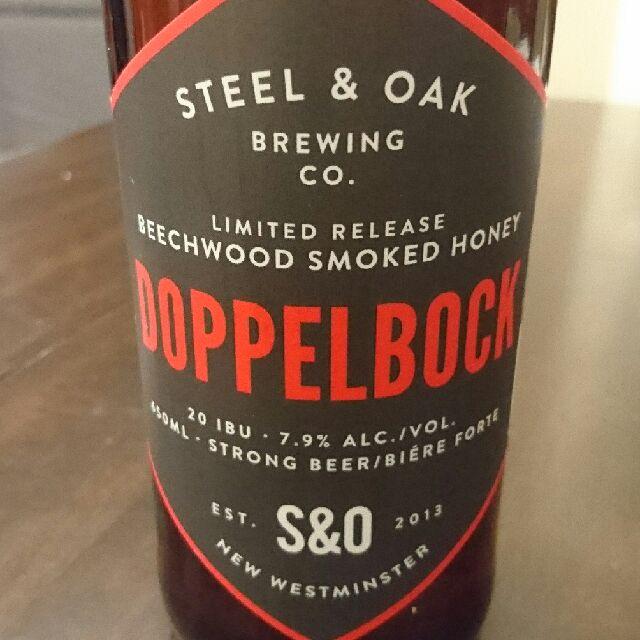 STEEL & OAK
BREWING
CO.
LIMITED RELEASE
BEECHWOOD SMOKED HONEY
DOPPELBOCK
20 IBU · 7.9% ALC./VOL.
650ML · STRONG BEER/BIÉRE FORTE
EST. S&O 2013
NEW WESTMINSTER